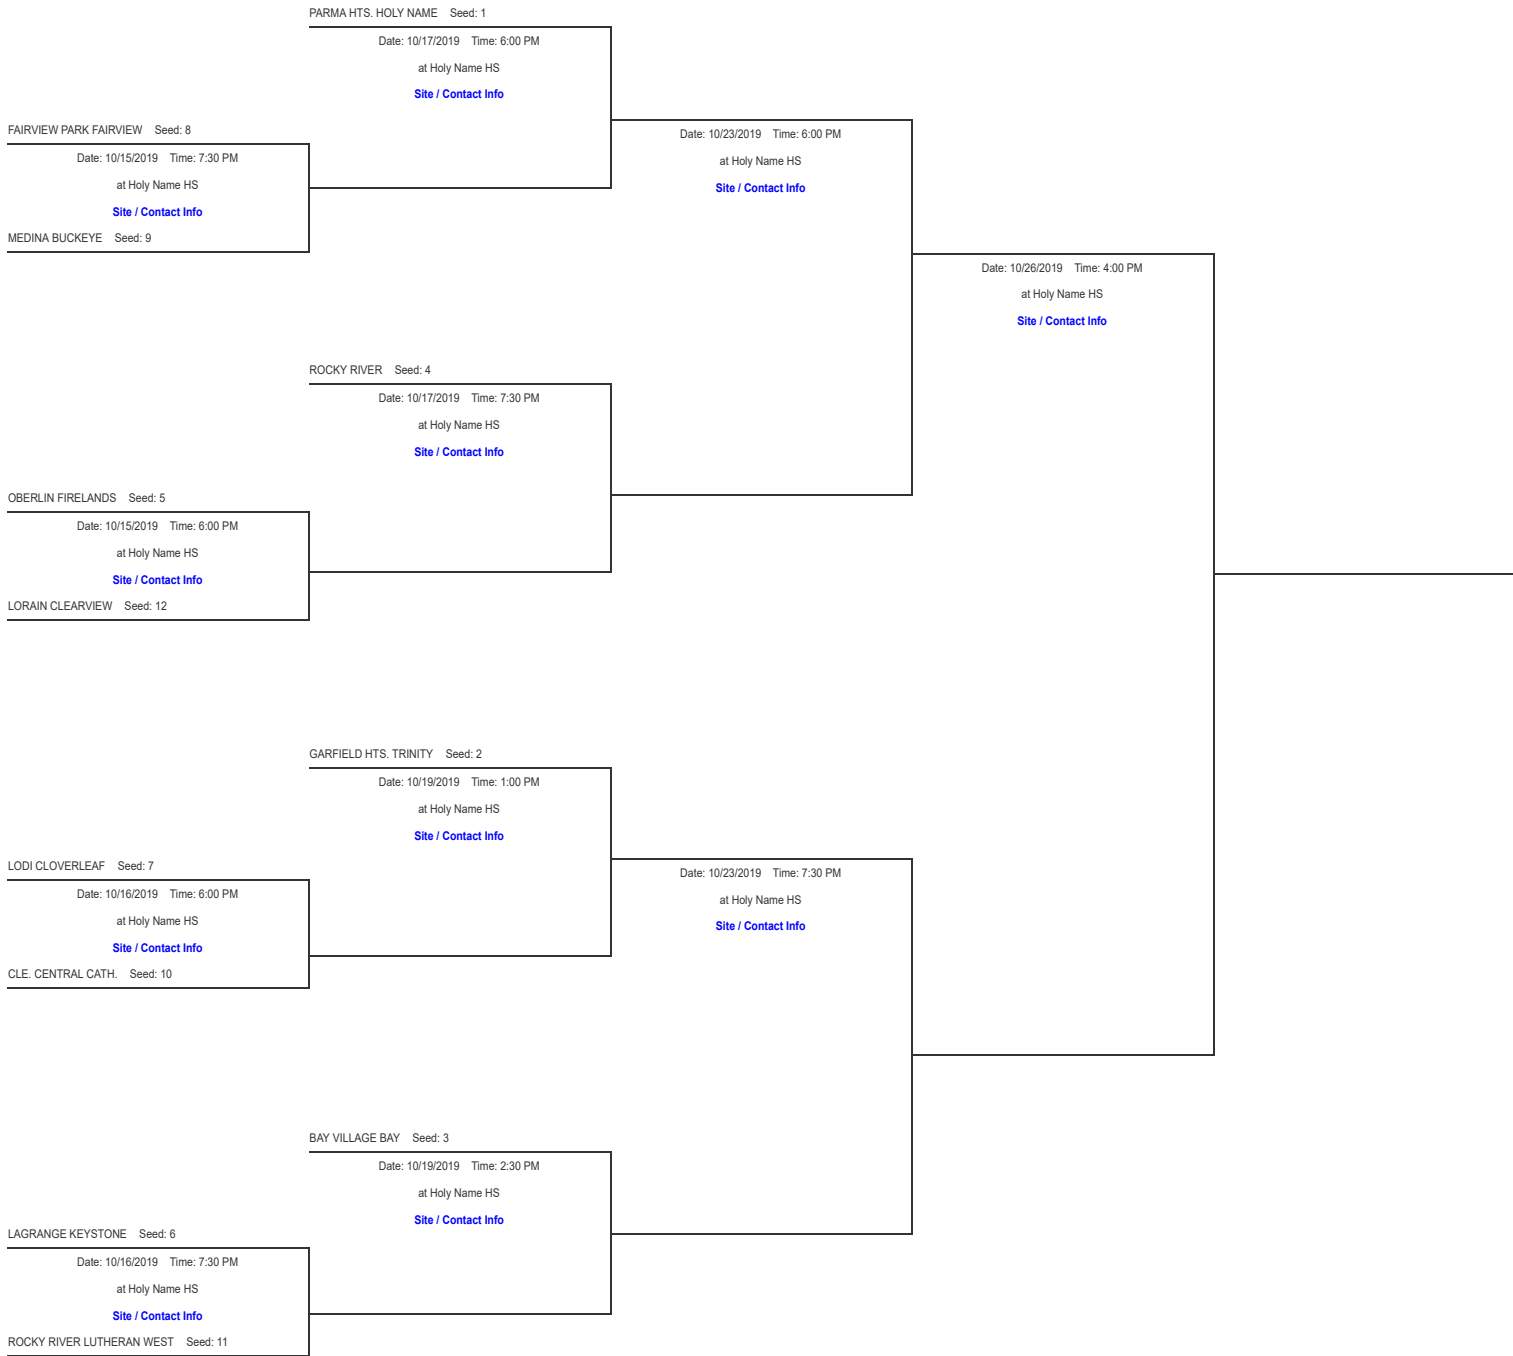 PARMA HTS. HOLY NAME Seed: 1
Date: 10/17/2019 Time: 6:00 PM
at Holy Name HS
Site / Contact Info
FAIRVIEW PARK FAIRVIEW Seed: 8
Date: 10/15/2019 Time: 7:30 PM
at Holy Name HS
Site / Contact Info
MEDINA BUCKEYE Seed: 9
Date: 10/23/2019 Time: 6:00 PM
at Holy Name HS
Site / Contact Info
Date: 10/26/2019 Time: 4:00 PM
at Holy Name HS
Site / Contact Info
ROCKY RIVER Seed: 4
Date: 10/17/2019 Time: 7:30 PM
at Holy Name HS
Site / Contact Info
OBERLIN FIRELANDS Seed: 5
Date: 10/15/2019 Time: 6:00 PM
at Holy Name HS
Site / Contact Info
LORAIN CLEARVIEW Seed: 12
GARFIELD HTS. TRINITY Seed: 2
Date: 10/19/2019 Time: 1:00 PM
at Holy Name HS
Site / Contact Info
LODI CLOVERLEAF Seed: 7
Date: 10/16/2019 Time: 6:00 PM
at Holy Name HS
Site / Contact Info
CLE. CENTRAL CATH. Seed: 10
Date: 10/23/2019 Time: 7:30 PM
at Holy Name HS
Site / Contact Info
BAY VILLAGE BAY Seed: 3
Date: 10/19/2019 Time: 2:30 PM
at Holy Name HS
Site / Contact Info
LAGRANGE KEYSTONE Seed: 6
Date: 10/16/2019 Time: 7:30 PM
at Holy Name HS
Site / Contact Info
ROCKY RIVER LUTHERAN WEST Seed: 11